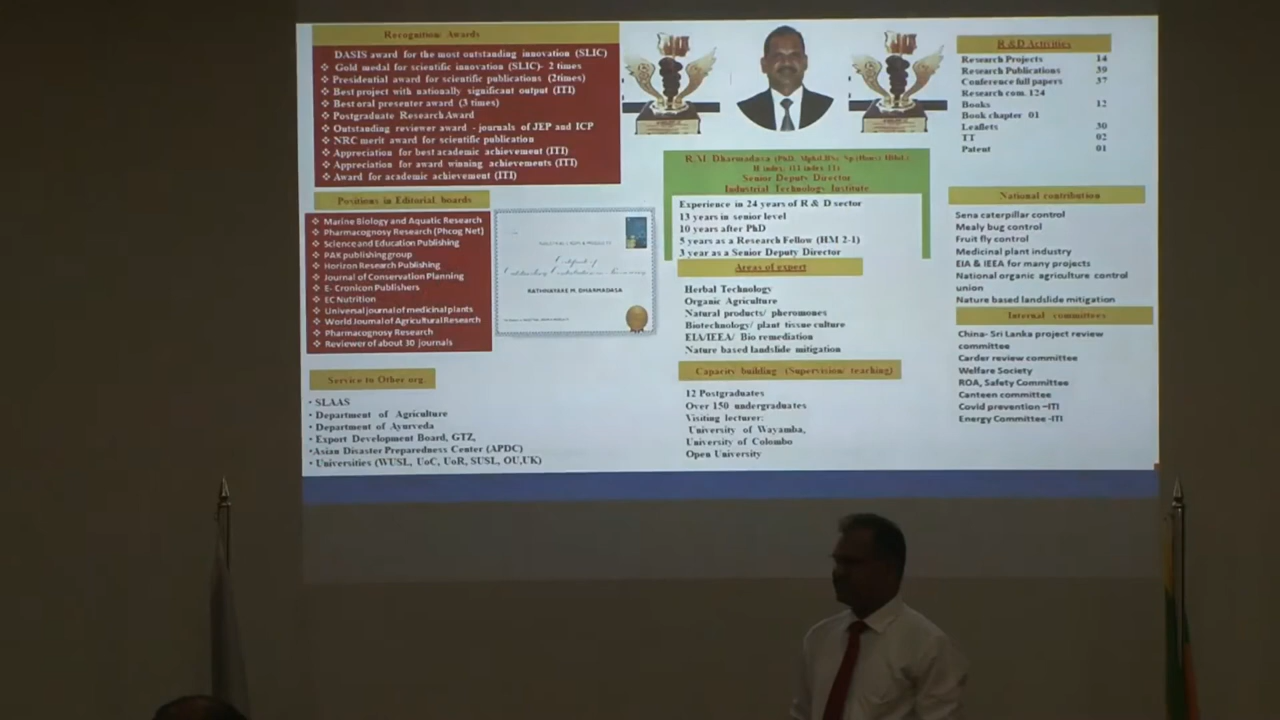 Recognition/ Awards
DASIS award for the most outstanding innovation (SLIC)
❖ Gold medal for scientific innovation (SLIC)- 2 times
❖ Presidential award for scientific publications (2times)
❖ Best project with nationally significant output (ITI)
❖ Best oral presenter award (3 times)
❖ Postgraduate Research Award
❖ Outstanding reviewer award - journals of JEP and ICP
❖ NRC merit award for scientific publication
❖ Appreciation for best academic achievement (ITI)
❖ Appreciation for award winning achievements (ITI)
❖ Award for academic achievement (ITI)
Positions in Editorial boards
❖ Marine Biology and Aquatic Research
❖ Pharmacognosy Research [Phcog Net]
❖ Science and Education Publishing
❖ PAK publishing group
❖ Horizon Research Publishing
❖ Journal of Conservation Planning
❖ E- Cronicon Publishers
❖ EC Nutrition
❖ Universal journal of medicinal plants
❖ World Journal of Agricultural Research
❖ Pharmacognosy Research
❖ Reviewer of about 30 journals
RATHNAYAKE M. DHARMADASA
Service to Other org.
• SLAAS
• Department of Agriculture
• Department of Ayurveda
• Export Development Board, GTZ,
•Asian Disaster Preparedness Center (APDC)
• Universities (WUSL, UoC, UoR, SUSL, OU,UK)
R.M Dharmadasa (PhD, Mphil,BSc
Senior Deputy Director
Industrial Technology Institute
Experience in 24 years of R & D sector
13 years in senior level
10 years after PhD
5 years as a Research Fellow (HM 2-1)
3 year as a Senior Deputy Director
Areas of expert
Herbal Technology
Organic Agriculture
Natural products/ pheromones
Biotechnology/ plant tissue culture
EIA/IEEA/ Bio remediation
Nature based landslide mitigation
Capacity building (Supervision/ teaching)
12 Postgraduates
Over 150 undergraduates
Visiting lecturer:
University of Wayamba,
University of Colombo
Open University
R&D Activities
Research Projects 14
Research Publications 39
Conference full papers 37
Research com. 124
Books 12
Book chapter 01
Leaflets 30
TT 02
Patent 01
National contribution
Sena caterpillar control
Mealy bug control
Fruit fly control
Medicinal plant industry
EIA & IEEA for many projects
National organic agriculture control
union
Nature based landslide mitigation
Internal committees
China- Sri Lanka project review
committee
Carder review committee
Welfare Society
ROA, Safety Committee
Canteen committee
Covid prevention –ITI
Energy Committee -ITI